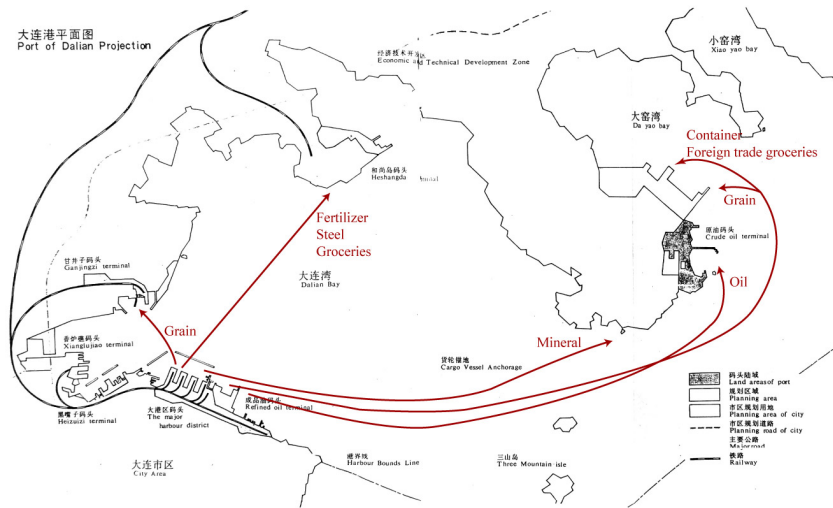 大连港平面图
Port of Dalian Projection
经济技术开发区
Economic and Technical Development Zone
小窑湾
Xiao yao bay
大窑湾
Da yao bay
Container
Foreign trade groceries
和尚岛码头
Heshangda
Grain
Fertilizer
Steel
Groceries
原油码头
Crude oil terminal
甘井子码头
Ganjingzi terminal
大连湾
Dalian Bay
Oil
Grain
Mineral
香炉礁码头
Xianglujiao terminal
货轮锚地
Cargo Vessel Anchorage
黑嘴子码头
Heizuizi terminal
大港区码头
The major
harbour district
成品油码头
Refined oil terminal
码头陆域
Land areas of port
规划区域
Planning area
市区规划用地
Planning area of city
市区规划道路
Planning road of city
主要公路
Major road
铁路
Railway
大连市区
City Area
港界线
Harbour Bounds Line
三山岛
Three Mountain isle